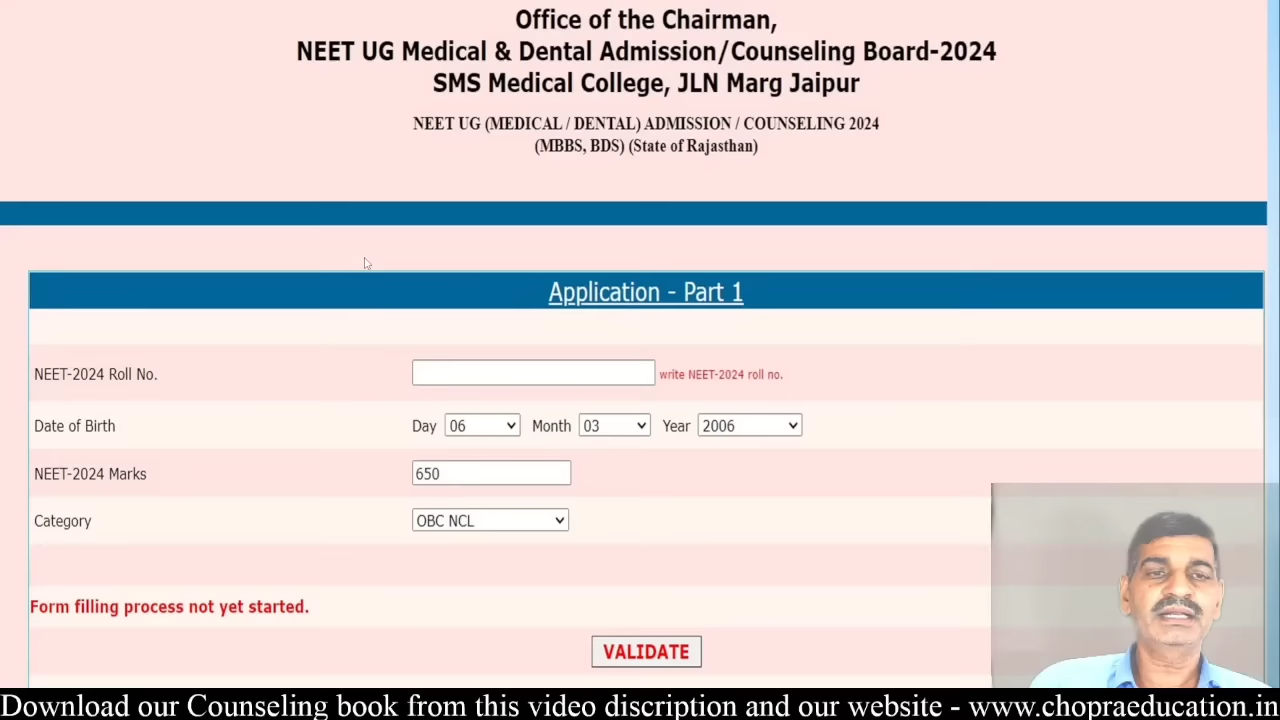 Office of the Chairman,
NEET UG Medical & Dental Admission/Counseling Board-2024
SMS Medical College, JLN Marg Jaipur
NEET UG (MEDICAL / DENTAL) ADMISSION / COUNSELING 2024
(MBBS, BDS) (State of Rajasthan)
Application - Part 1
NEET-2024 Roll No. write NEET-2024 roll no.
Date of Birth Day 06 Month 03 Year 2006
NEET-2024 Marks 650
Category OBC NCL
Form filling process not yet started.
VALIDATE
Download our Counseling book from this video discription and our website - www.chopraeducation.in